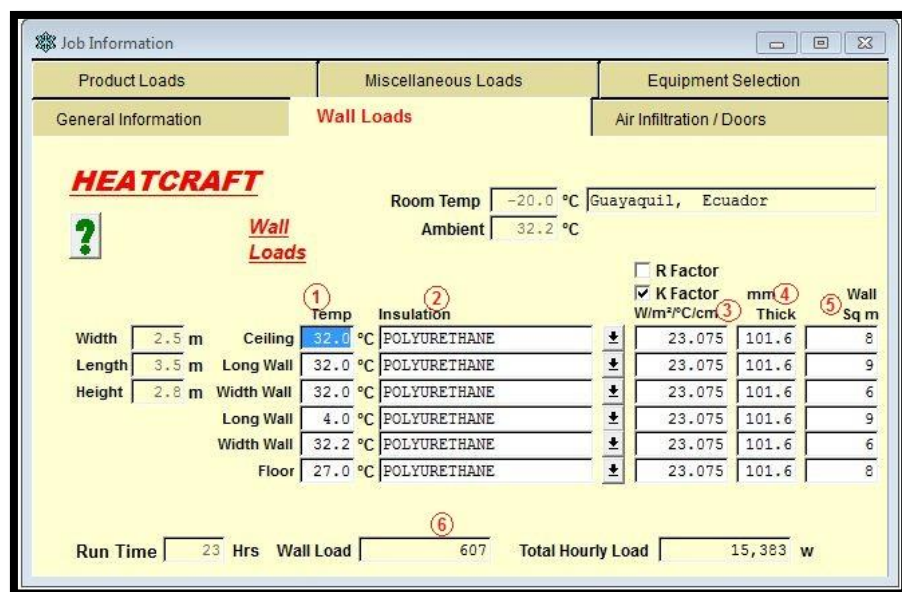 Job Information
Product Loads Miscellaneous Loads Equipment Selection
General Information Wall Loads Air Infiltration / Doors
HEATCRAFT
Room Temp -20.0 °C Guayaquil, Ecuador
? Wall Loads Ambient 32.2 °C
R Factor
K Factor mm 4 Wall
1 Temp 2 Insulation W/m²/°C/cm 3 Thick 5 Sq m
Width 2.5 m Ceiling 32.0 °C POLYURETHANE 23.075 101.6 8
Length 3.5 m Long Wall 32.0 °C POLYURETHANE 23.075 101.6 9
Height 2.8 m Width Wall 32.0 °C POLYURETHANE 23.075 101.6 6
Long Wall 4.0 °C POLYURETHANE 23.075 101.6 9
Width Wall 32.2 °C POLYURETHANE 23.075 101.6 6
Floor 27.0 °C POLYURETHANE 23.075 101.6 8
6
Run Time 23 Hrs Wall Load 607 Total Hourly Load 15,383 w